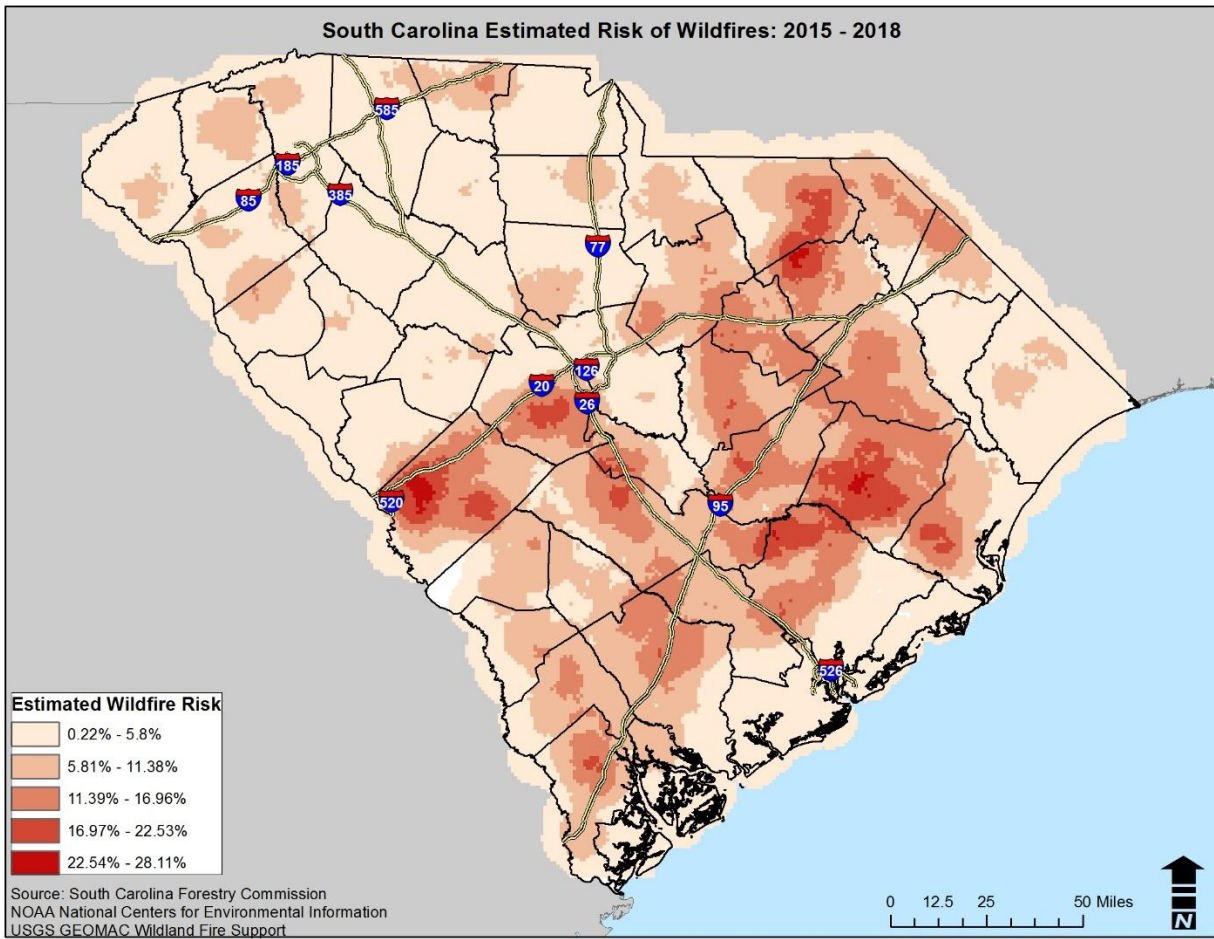 South Carolina Estimated Risk of Wildfires: 2015 - 2018
585
185
85
385
77
126
20
26
520
95
526
Estimated Wildfire Risk
0.22% - 5.8%
5.81% - 11.38%
11.39% - 16.96%
16.97% - 22.53%
22.54% - 28.11%
Source: South Carolina Forestry Commission
NOAA National Centers for Environmental Information
USGS GEOMAC Wildland Fire Support
0 12.5 25 50 Miles
N